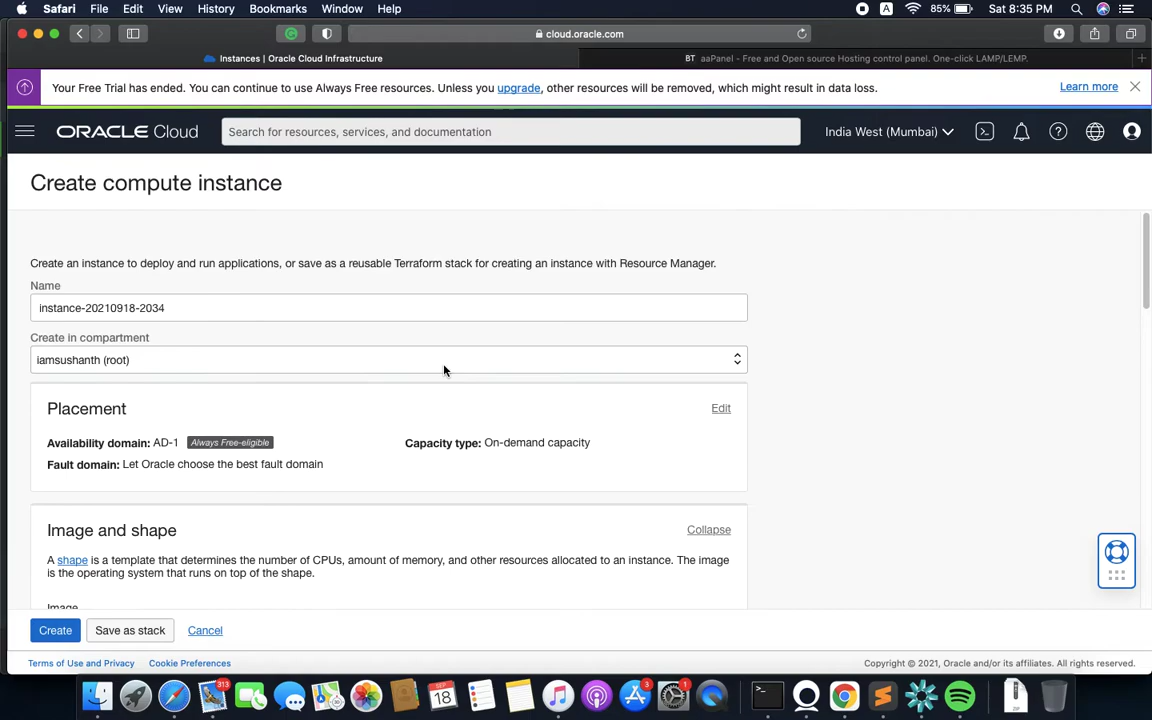 Safari File Edit View History Bookmarks Window Help A 85% Sat 8:35 PM
cloud.oracle.com
Instances | Oracle Cloud Infrastructure
BT aaPanel - Free and Open source Hosting control panel. One-click LAMP/LEMP.
Your Free Trial has ended. You can continue to use Always Free resources. Unless you upgrade, other resources will be removed, which might result in data loss. Learn more
ORACLE Cloud
Search for resources, services, and documentation
India West (Mumbai)
Create compute instance
Create an instance to deploy and run applications, or save as a reusable Terraform stack for creating an instance with Resource Manager.
Name
instance-20210918-2034
Create in compartment
iamsushanth (root)
Placement Edit
Availability domain: AD-1 Always Free-eligible Capacity type: On-demand capacity
Fault domain: Let Oracle choose the best fault domain
Image and shape Collapse
A shape is a template that determines the number of CPUs, amount of memory, and other resources allocated to an instance. The image
is the operating system that runs on top of the shape.
Image
Create Save as stack Cancel
Terms of Use and Privacy Cookie Preferences Copyright © 2021, Oracle and/or its affiliates. All rights reserved.
313 SEP 18 3 1 ZIP